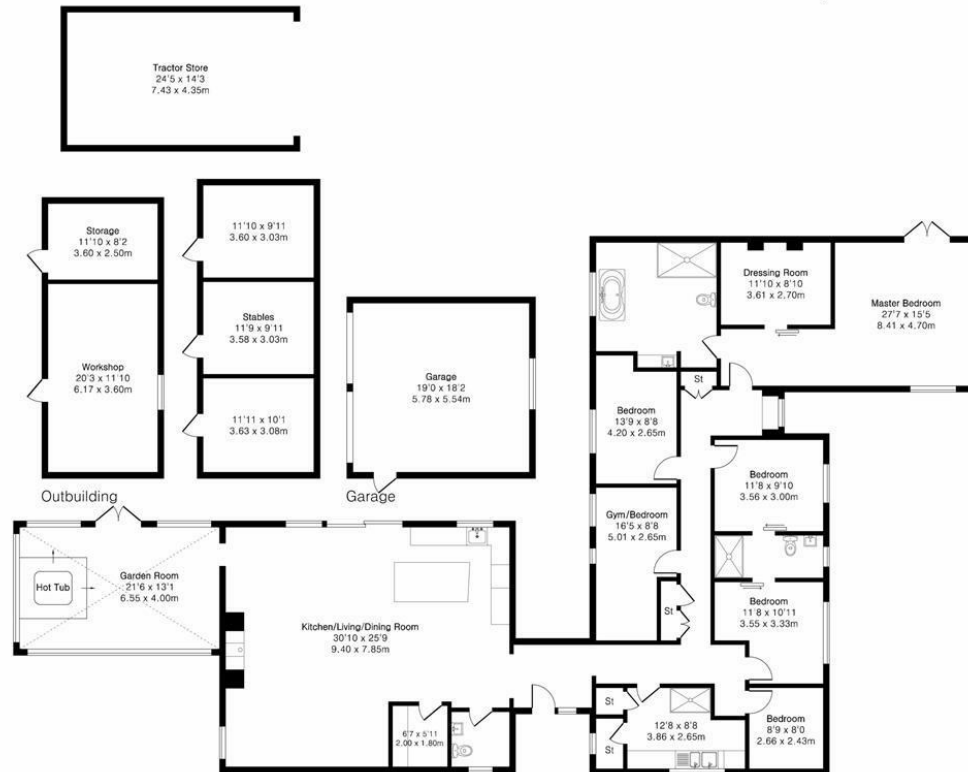 Tractor Store
24'5 x 14'3
7.43 x 4.35m
Storage
11'10 x 8'2
3.60 x 2.50m
Workshop
20'3 x 11'10
6.17 x 3.60m
11'10 x 9'11
3.60 x 3.03m
Stables
11'9 x 9'11
3.58 x 3.03m
11'11 x 10'1
3.63 x 3.08m
Garage
19'0 x 18'2
5.78 x 5.54m
Outbuilding
Garage
Dressing Room
11'10 x 8'10
3.61 x 2.70m
Master Bedroom
27'7 x 15'5
8.41 x 4.70m
St
Bedroom
13'9 x 8'8
4.20 x 2.65m
Bedroom
11'8 x 9'10
3.56 x 3.00m
Gym/Bedroom
16'5 x 8'8
5.01 x 2.65m
Hot Tub
Garden Room
21'6 x 13'1
6.55 x 4.00m
Kitchen/Living/Dining Room
30'10 x 25'9
9.40 x 7.85m
St
Bedroom
11'8 x 10'11
3.55 x 3.33m
6'7 x 5'11
2.00 x 1.80m
St
St
12'8 x 8'8
3.86 x 2.65m
Bedroom
8'9 x 8'0
2.66 x 2.43m